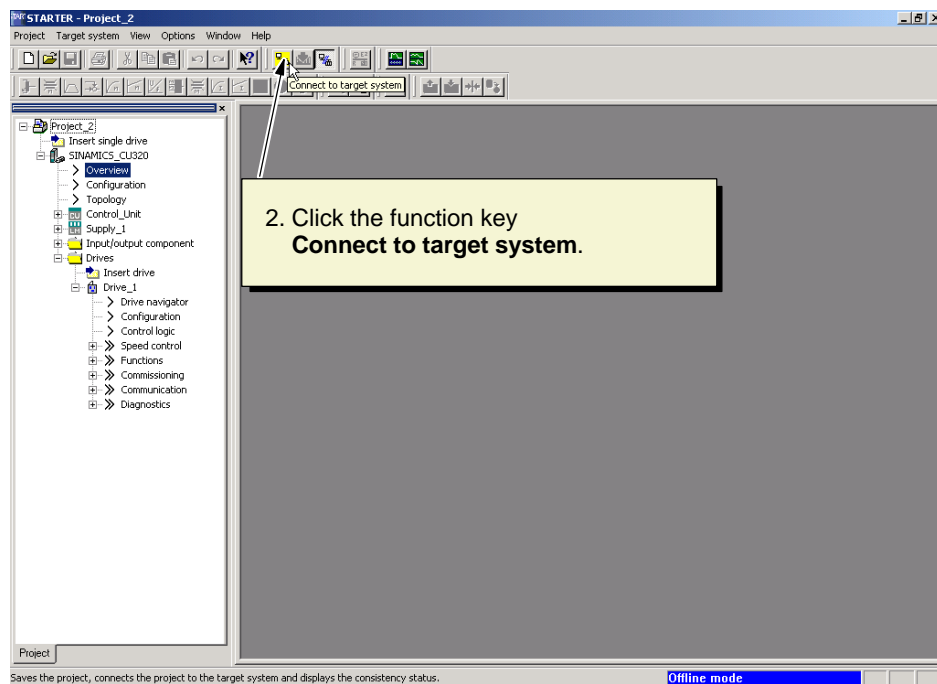 STARTER - Project_2
Project Target system View Options Window Help
Connect to target system
Project_2
Insert single drive
SINAMICS_CU320
Overview
Configuration
Topology
Control_Unit
Supply_1
Input/output component
Drives
Insert drive
Drive_1
Drive navigator
Configuration
Control logic
Speed control
Functions
Commissioning
Communication
Diagnostics
2. Click the function key
Connect to target system.
Project
Saves the project, connects the project to the target system and displays the consistency status.
Offline mode